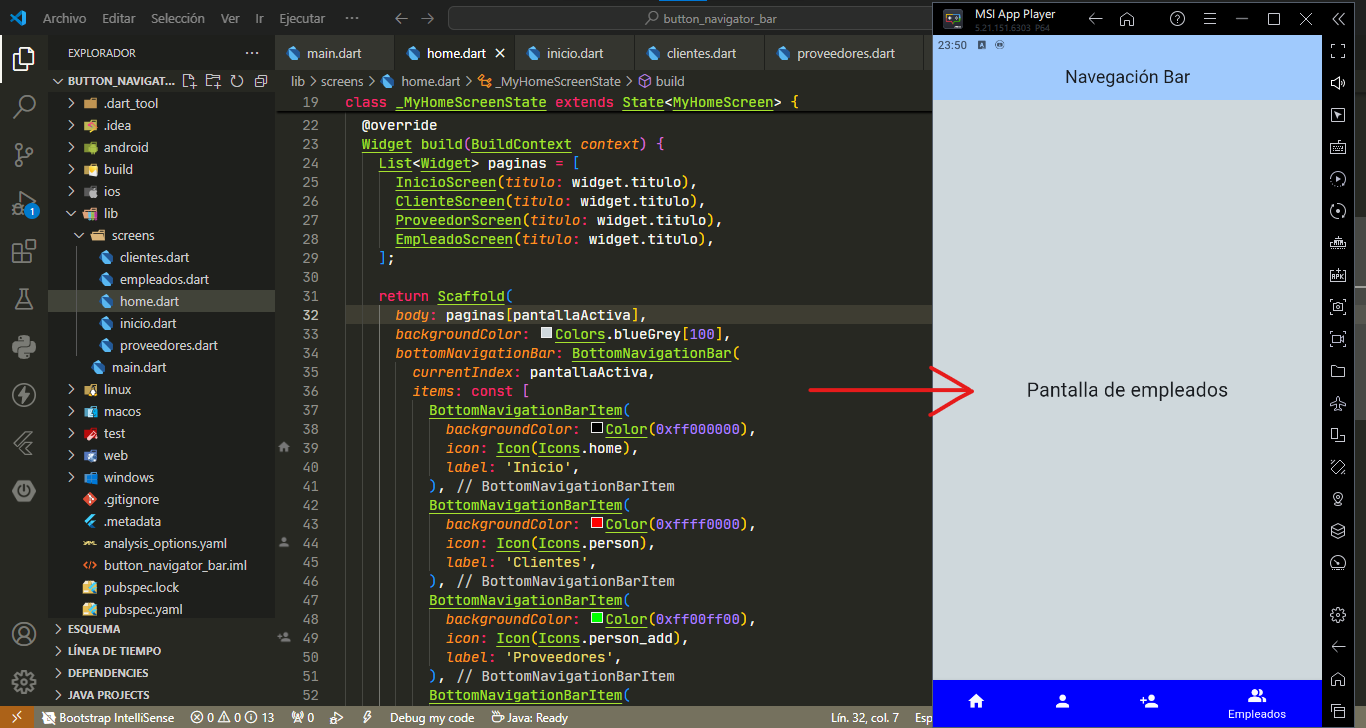 Archivo Editar Selección Ver Ir Ejecutar ··· button_navigator_bar
MSI App Player
5.21.151.6303 P64
EXPLORADOR ···
main.dart home.dart inicio.dart clientes.dart proveedores.dart
BUTTON_NAVIGAT...
lib > screens > home.dart > _MyHomeScreenState > build
.dart_tool
.idea
android
build
ios
lib
screens
clientes.dart
empleados.dart
home.dart
inicio.dart
proveedores.dart
main.dart
linux
macos
test
web
windows
.gitignore
.metadata
analysis_options.yaml
button_navigator_bar.iml
pubspec.lock
pubspec.yaml
ESQUEMA
LÍNEA DE TIEMPO
DEPENDENCIES
JAVA PROJECTS
1
19 class _MyHomeScreenState extends State<MyHomeScreen> {
22 @override
23 Widget build(BuildContext context) {
24 List<Widget> paginas = [
25 InicioScreen(titulo: widget.titulo),
26 ClienteScreen(titulo: widget.titulo),
27 ProveedorScreen(titulo: widget.titulo),
28 EmpleadoScreen(titulo: widget.titulo),
29 ];
30
31 return Scaffold(
32 body: paginas[pantallaActiva],
33 backgroundColor: Colors.blueGrey[100],
34 bottomNavigationBar: BottomNavigationBar(
35 currentIndex: pantallaActiva,
36 items: const [
37 BottomNavigationBarItem(
38 backgroundColor: Color(0xff000000),
39 icon: Icon(Icons.home),
40 label: 'Inicio',
41 ), // BottomNavigationBarItem
42 BottomNavigationBarItem(
43 backgroundColor: Color(0xffff0000),
44 icon: Icon(Icons.person),
45 label: 'Clientes',
46 ), // BottomNavigationBarItem
47 BottomNavigationBarItem(
48 backgroundColor: Color(0xff00ff00),
49 icon: Icon(Icons.person_add),
50 label: 'Proveedores',
51 ), // BottomNavigationBarItem
52 BottomNavigationBarItem(
23:50
Navegación Bar
Pantalla de empleados
Empleados
Bootstrap IntelliSense 0 0 13 0 Debug my code Java: Ready Lín. 32, col. 7 Esp